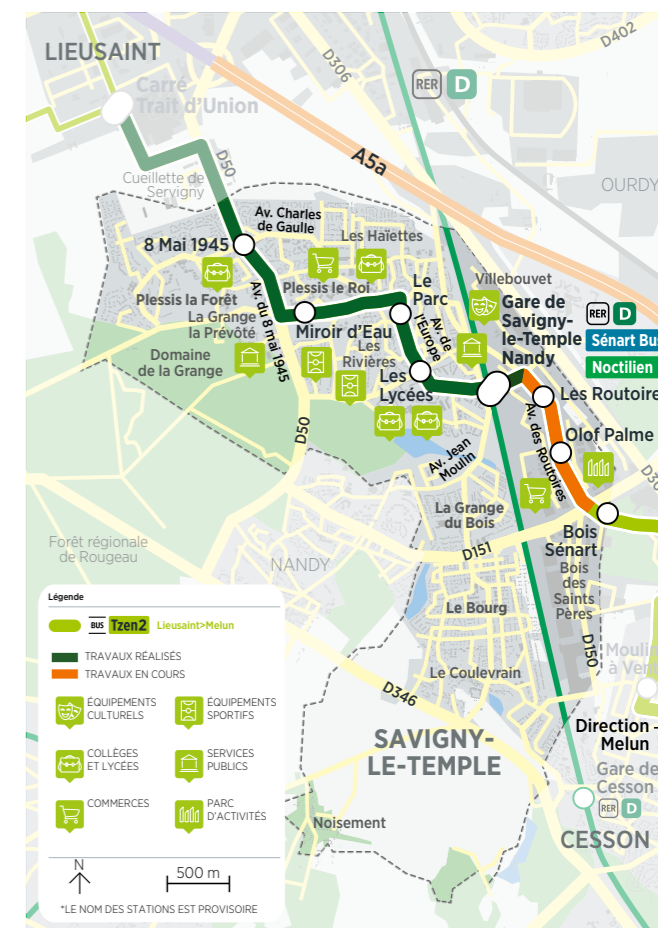 LIEUSAINT
D402
D306
RER D
Carré
Trait d'Union
A5a
D50
Cueillette de
Servigny
OURDY
Av. Charles
de Gaulle
8 Mai 1945
Les Haïettes
Villebouvet
Plessis le Roi
Le
Parc
Plessis la Forêt
La Grange
la Prévôté
Av. du 8 mai 1945
Miroir d'Eau
Av. de
l'Europe
Gare de
Savigny-
le-Temple
Nandy
RER D
Sénart Bus
Noctilien
Domaine
de la Grange
Les
Rivières
Les
Lycées
Les Routoire
D50
Av. des Routoires
Olof Palme
Av. Jean
Moulin
La Grange
du Bois
Bois
Sénart
Forêt régionale
de Rougeau
NANDY
D151
Bois
des
Saints
Pères
Le Bourg
D150
Moulin
à Ven
Le Coulevrain
D346
SAVIGNY-
LE-TEMPLE
Direction
Melun
Gare de
Cesson
RER D
Noisement
CESSON
Légende
BUS Tzen2 Lieusaint>Melun
TRAVAUX RÉALISÉS
TRAVAUX EN COURS
ÉQUIPEMENTS
CULTURELS
ÉQUIPEMENTS
SPORTIFS
COLLÈGES
ET LYCÉES
SERVICES
PUBLICS
COMMERCES
PARC
D'ACTIVITÉS
N
500 m
*LE NOM DES STATIONS EST PROVISOIRE